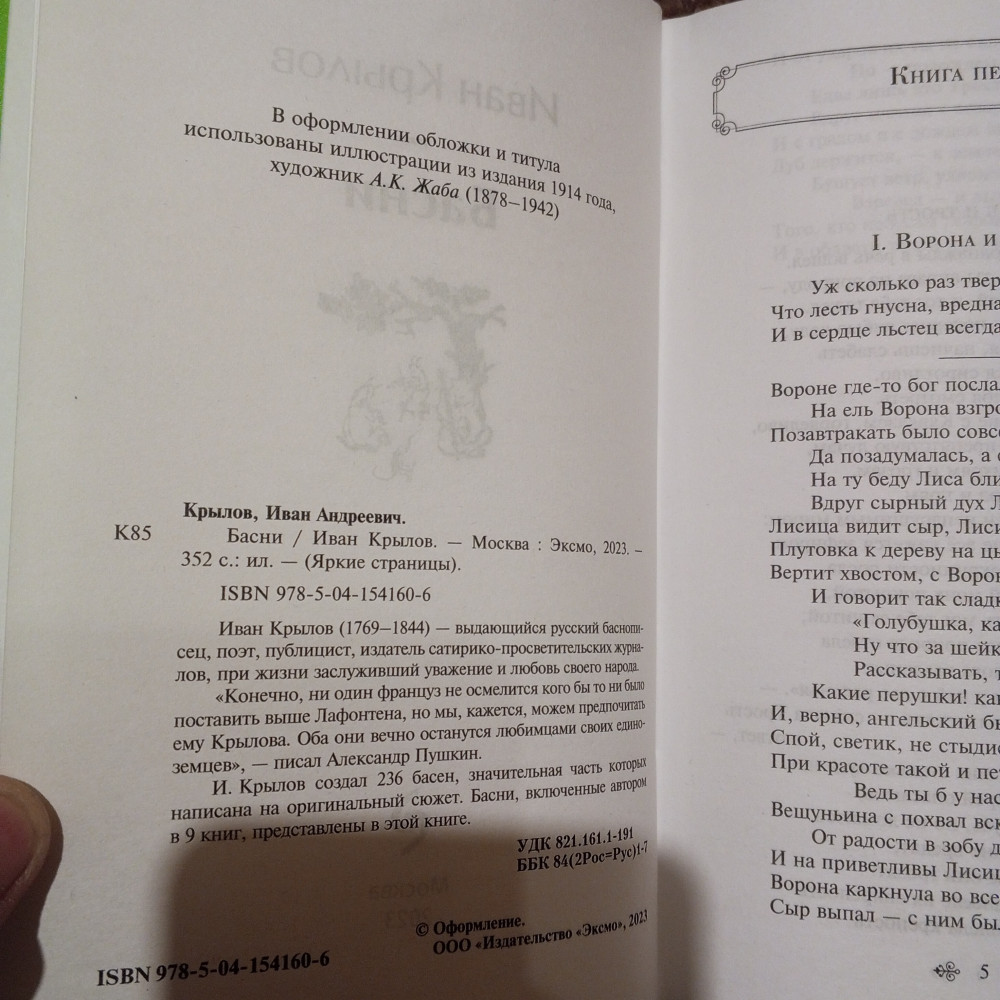 В оформлении обложки и титула
использованы иллюстрации из издания 1914 года,
художник А.К. Жаба (1878–1942)
Крылов, Иван Андреевич.
К85
Басни / Иван Крылов. — Москва : Эксмо, 2023. –
352 с.: ил. — (Яркие страницы).
ISBN 978-5-04-154160-6
Иван Крылов (1769–1844) — выдающийся русский баснопи-
сец, поэт, публицист, издатель сатирико-просветительских журна-
лов, при жизни заслуживший уважение и любовь своего народа.
«Конечно, ни один француз не осмелится кого бы то ни было
поставить выше Лафонтена, но мы, кажется, можем предпочитать
ему Крылова. Оба они вечно останутся любимцами своих едино-
земцев», — писал Александр Пушкин.
И. Крылов создал 236 басен, значительная часть которых
написана на оригинальный сюжет. Басни, включенные автором
в 9 книг, представлены в этой книге.
УДК 821.161.1-191
ББК 84(2Рос=Рус)1-7
© Оформление.
ООО «Издательство «Эксмо», 2023
ISBN 978-5-04-154160-6
Книга пе
I. Ворона и
Уж сколько раз твер
Что лесть гнусна, вредна
И в сердце льстец всегда
Вороне где-то бог посла
На ель Ворона взгро
Позавтракать было совс
Да позадумалась, а
На ту беду Лиса бли
Вдруг сырный дух Л
Лисица видит сыр, Лиси
Плутовка к дереву на цы
Вертит хвостом, с Ворон
И говорит так сладк
«Голубушка, ка
Ну что за шейк
Рассказывать, т
Какие перушки! ка
И, верно, ангельский б
Спой, светик, не стыдис
При красоте такой и пе
Ведь ты б у нас
Вещуньина с похвал вск
От радости в зобу д
И на приветливы Лисиц
Ворона каркнула во все
Сыр выпал — с ним бы
5